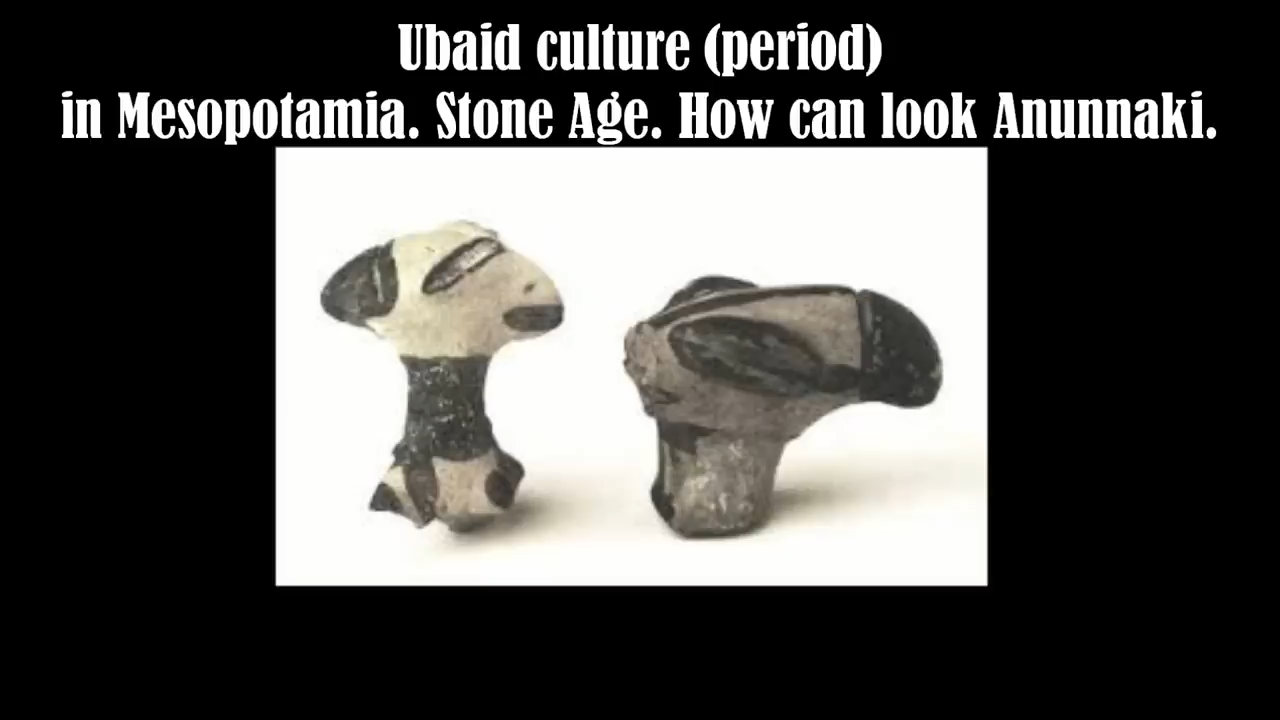 Ubaid culture (period)
in Mesopotamia. Stone Age. How can look Anunnaki.